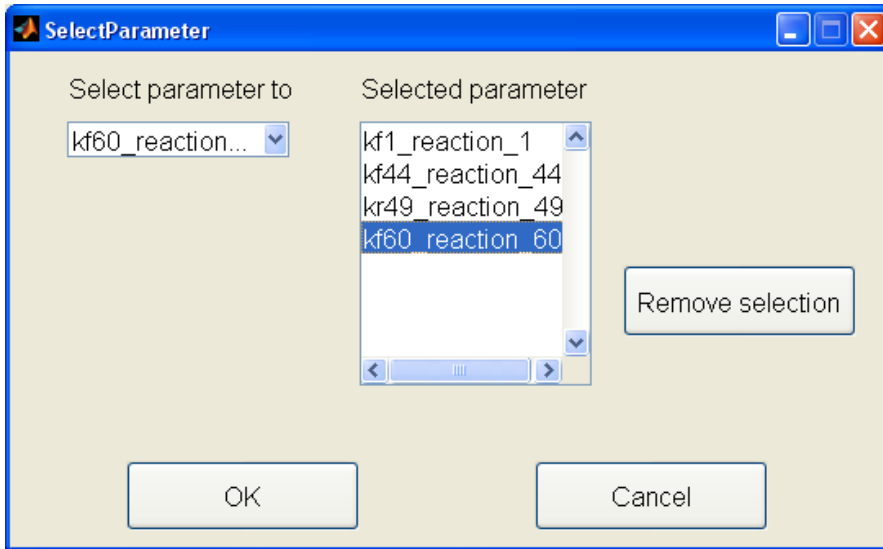 SelectParameter
Select parameter to
Selected parameter
kf60_reaction...
kf1_reaction_1
kf44_reaction_44
kr49_reaction_49
kf60_reaction_60
Remove selection
OK
Cancel